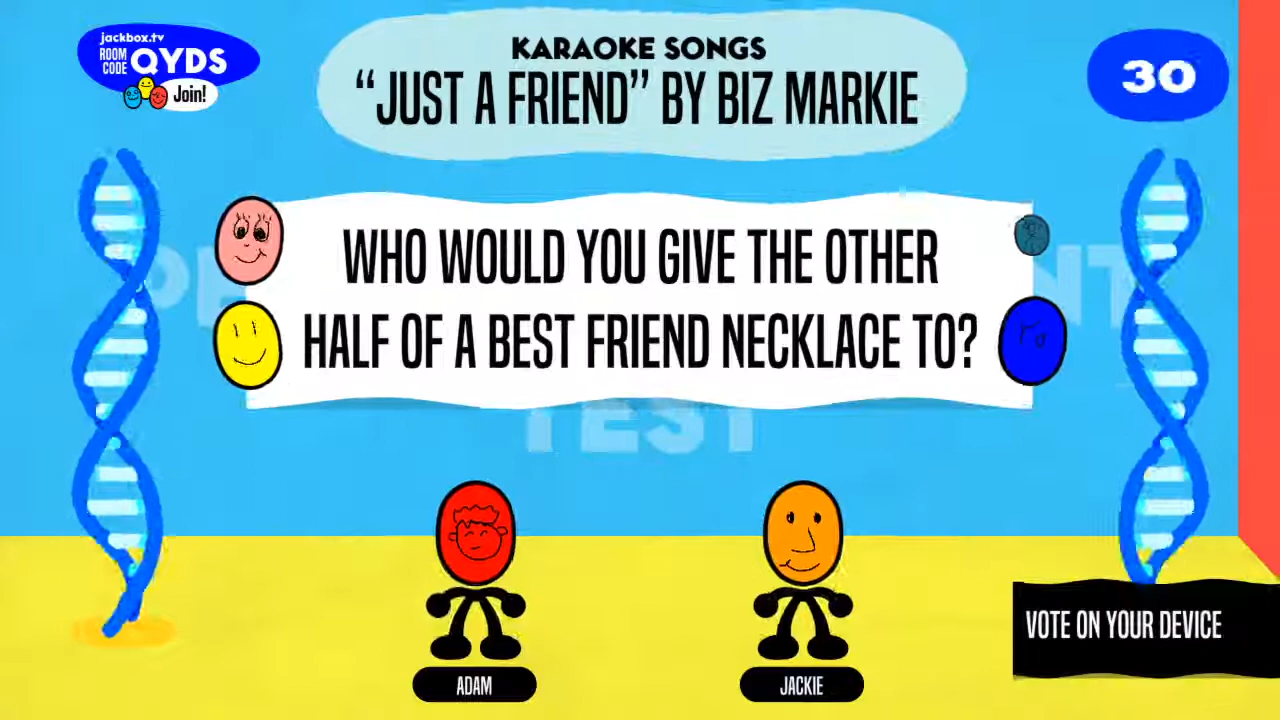 jackbox.tv
ROOM CODE QYDS
Join!
KARAOKE SONGS
“JUST A FRIEND” BY BIZ MARKIE
30
WHO WOULD YOU GIVE THE OTHER
HALF OF A BEST FRIEND NECKLACE TO?
TEST
VOTE ON YOUR DEVICE
ADAM
JACKIE